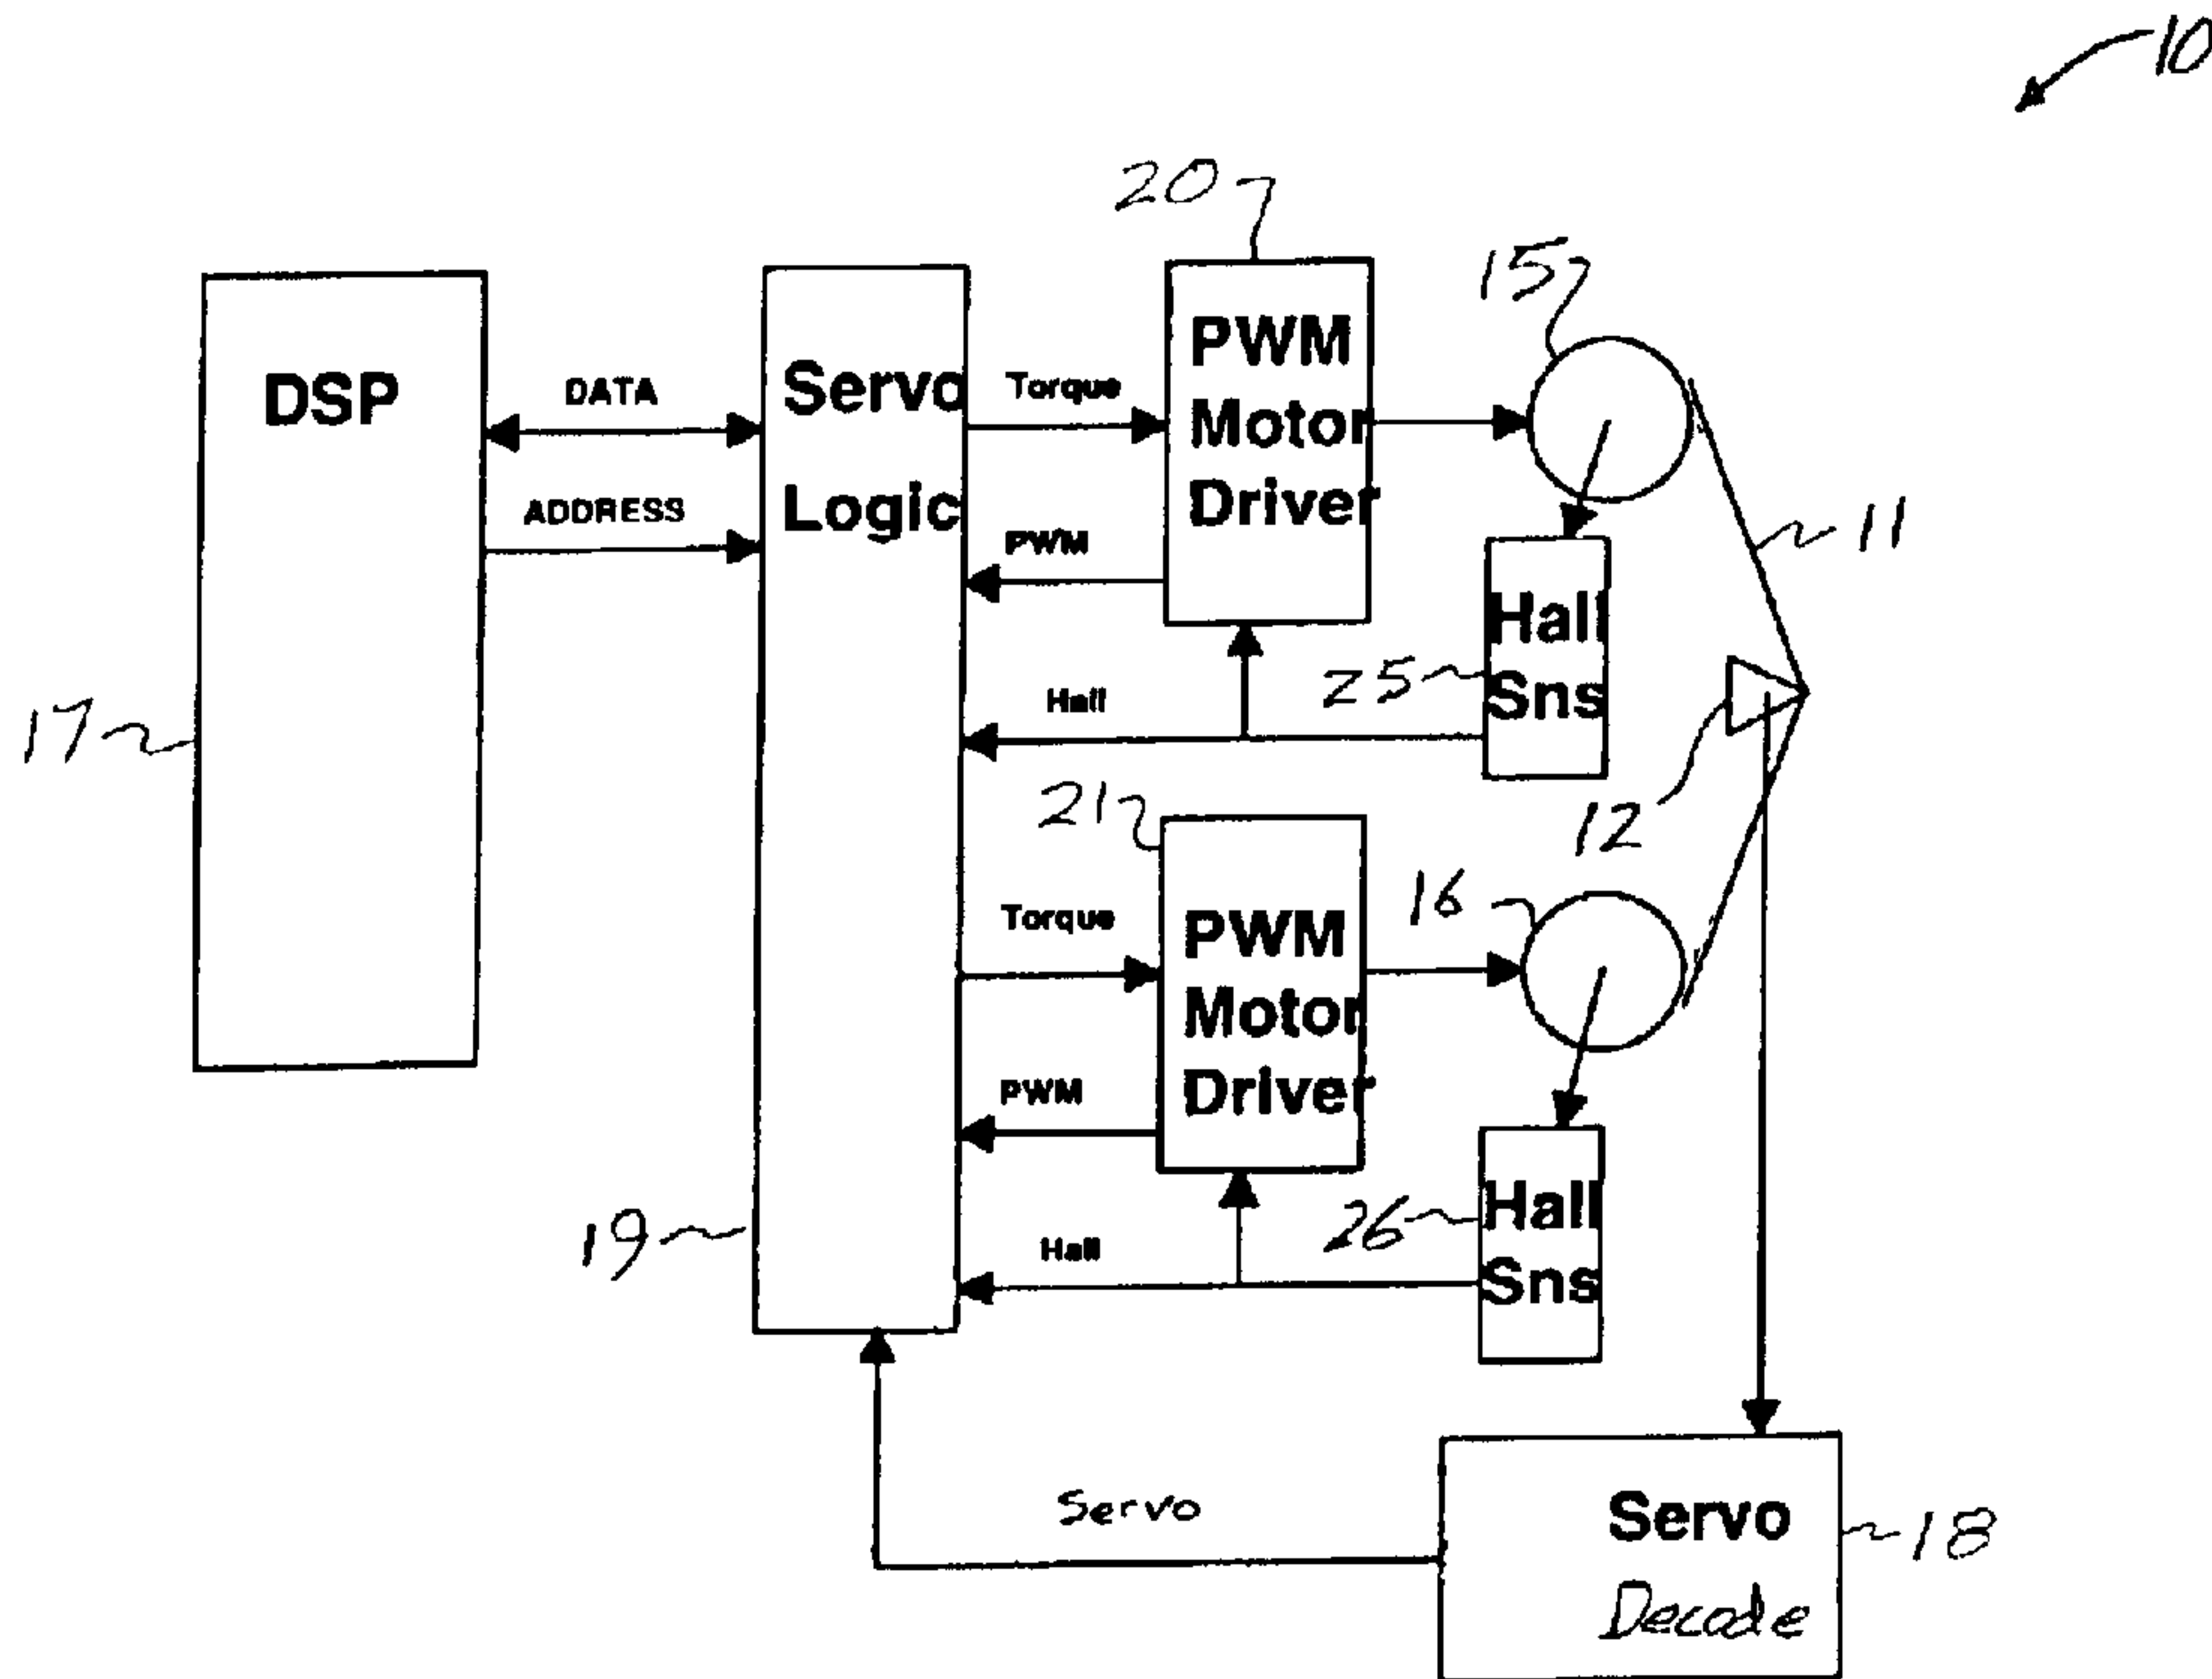 10
20
15
DSP
DATA
ADDRESS
Servo
Logic
Torque
PWM
Hall
PWM
Motor
Driver
11
Hall
Sns
25
17
12
21
16
Torque
PWM
Hall
PWM
Motor
Driver
Hall
Sns
26
19
Servo
Servo
Decode
18